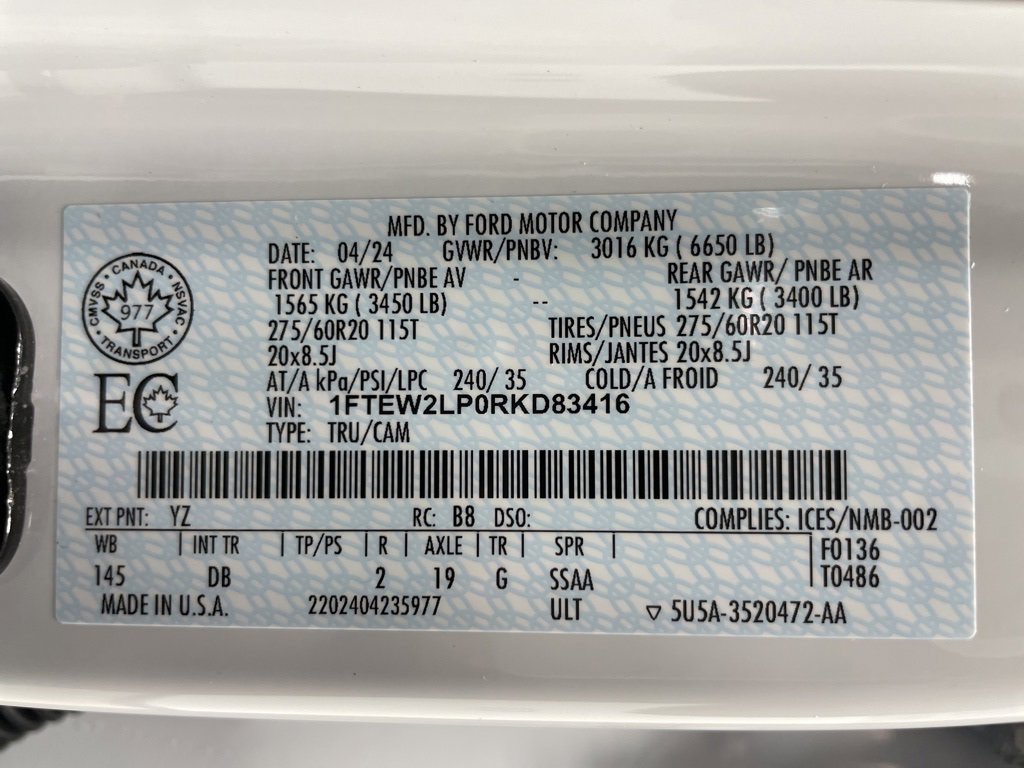 MFD. BY FORD MOTOR COMPANY
DATE: 04/24 GVWR/PNBV: 3016 KG ( 6650 LB)
FRONT GAWR/PNBE AV - REAR GAWR/ PNBE AR
1565 KG ( 3450 LB) -- 1542 KG ( 3400 LB)
275/60R20 115T TIRES/PNEUS 275/60R20 115T
20x8.5J RIMS/JANTES 20x8.5J
AT/A kPa/PSI/LPC 240/ 35 COLD/A FROID 240/ 35
VIN: 1FTEW2LP0RKD83416
TYPE: TRU/CAM
CANADA
CMVSS NSVAC
977
TRANSPORT
EC
EXT PNT: YZ RC: B8 DSO: COMPLIES: ICES/NMB-002
WB | INT TR | TP/PS | R | AXLE | TR | SPR | F0136
145 DB 2 19 G SSAA T0486
MADE IN U.S.A. 2202404235977 ULT ▽ 5U5A-3520472-AA